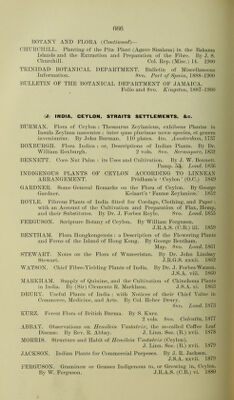 666
BOTANY AND FLORA (Continued)—
CHURCHILL. Planting of the Pita Plant (Agave Sisalana) in the Bahama
Islands and the Extraction and Preparation of the Fibre. By J. S.
Churchill. Col. Rep. (Misc.) 14. 1900
TRINIDAD BOTANICAL DEPARTMENT. Bulletin of Miscellaneous
Information. 8vo. Port of Spain, 1888-1900
BULLETIN OF THE BOTANICAL DEPARTMENT OF JAMAICA.
Folio and 8vo. Kingston, 1887-1900
INDIA, CEYLON, STRAITS SETTLEMENTS, &c.
BURMAN. Flora of Ceylon: Thesaurus Zeylanicus, exhibens Plantas in
Insula Zeylana nascentes: inter quas plurimae novae species, et genera
inveniuntur. By John Burman. 110 plates. 4to. Amsterdam, 1737
ROXBURGH. Flora Indica: or, Descriptions of Indian Plants. By Dr.
William Roxburgh. 2 vols. 8vo. Serampore,
BENNETT. Coco Nut Palm: its Uses and Cultivation. By J. W. Bennett.
Pamp. Lond.
INDIGENOUS PLANTS OF CEYLON ACCORDING TO LINNEAN
ARRANGEMENT. Pridham's 'Ceylon' (O.C.) 1849
GARDNER. Some General Remarks on the Flora of Ceylon. By George
Gardner. Kelaart's 'Faunæ Zeylanicæ' 1852
ROYLE. Fibrous Plants of India fitted for Cordage, Clothing, and Paper:
with an Account of the Cultivation and Preparation of Flax, Hemp,
and their Substitutes. By Dr. J. Forbes Royle. 8vo. Lond. 1855
FERGUSON. Scripture Botany of Ceylon. By William Ferguson.
J.R.A.S. (C.B.) iii. 1859
BENTHAM. Flora Hongkongensis: a Description of the Flowering Plants
and Ferns of the Island of Hong Kong. By George Bentham.
Map. 8vo. Lond. 1861
STEWART. Notes on the Flora of Wuzeeristan. By Dr. John Lindsay
Stewart. J.R.G.S. xxxii. 1862
WATSON. Chief Fibre-Yielding Plants of India. By Dr. J. Forbes Watson.
J.S.A. viii. 1860
MARKHAM. Supply of Quinine, and the Cultivation of Chinchona Plants
in India. By (Sir) Clements R. Markham. J.S.A. xi. 1863
DRURY. Useful Plants of India: with Notices of their Chief Value in
Commerce, Medicine, and Arts. By Col. Heber Drury.
8vo. Lond. 1873
KURZ. Forest Flora of British Burma. By S. Kurz.
2 vols. 8vo. Calcutta, 1877
ABBAY. Observations on Hemileia Vastatrix, the so-called Coffee Leaf
Disease. By Rev. R. Abbay. J. Linn. Soc. (B.) xvii. 1878
MORRIS. Structure and Habit of Hemileia Vastatrix (Ceylon).
J. Linn. Soc. (B.) xvii. 1879
JACKSON. Indian Plants for Commercial Purposes. By J. R. Jackson.
J.S.A. xxvii. 1879
FERGUSON. Gramineæ or Grasses Indigenous to, or Growing in, Ceylon.
By W. Ferguson. J.R.A.S. (C.B.) vii. 1880